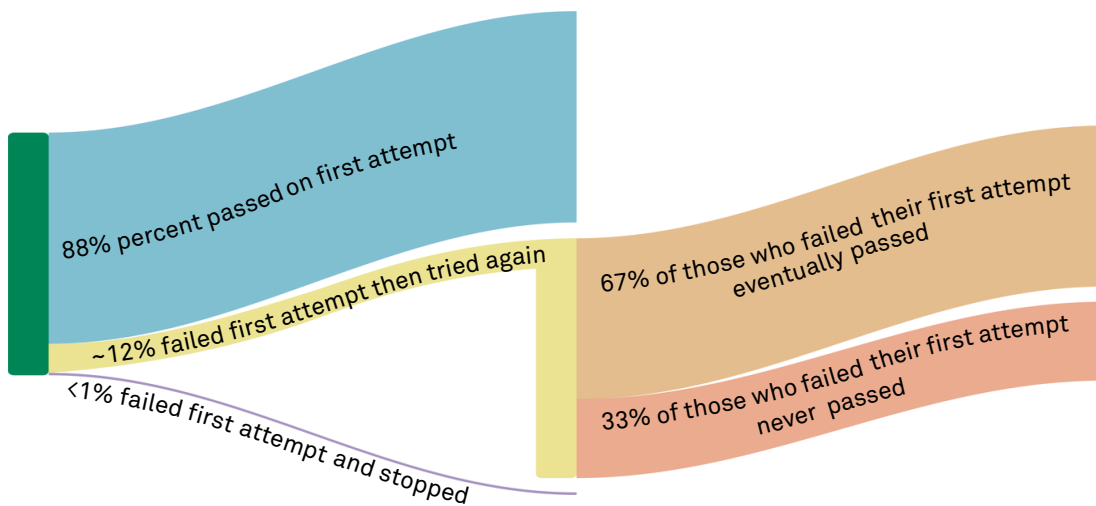 88% percent passed on first attempt
~12% failed first attempt then tried again
<1% failed first attempt and stopped
67% of those who failed their first attempt
eventually passed
33% of those who failed their first attempt
never passed